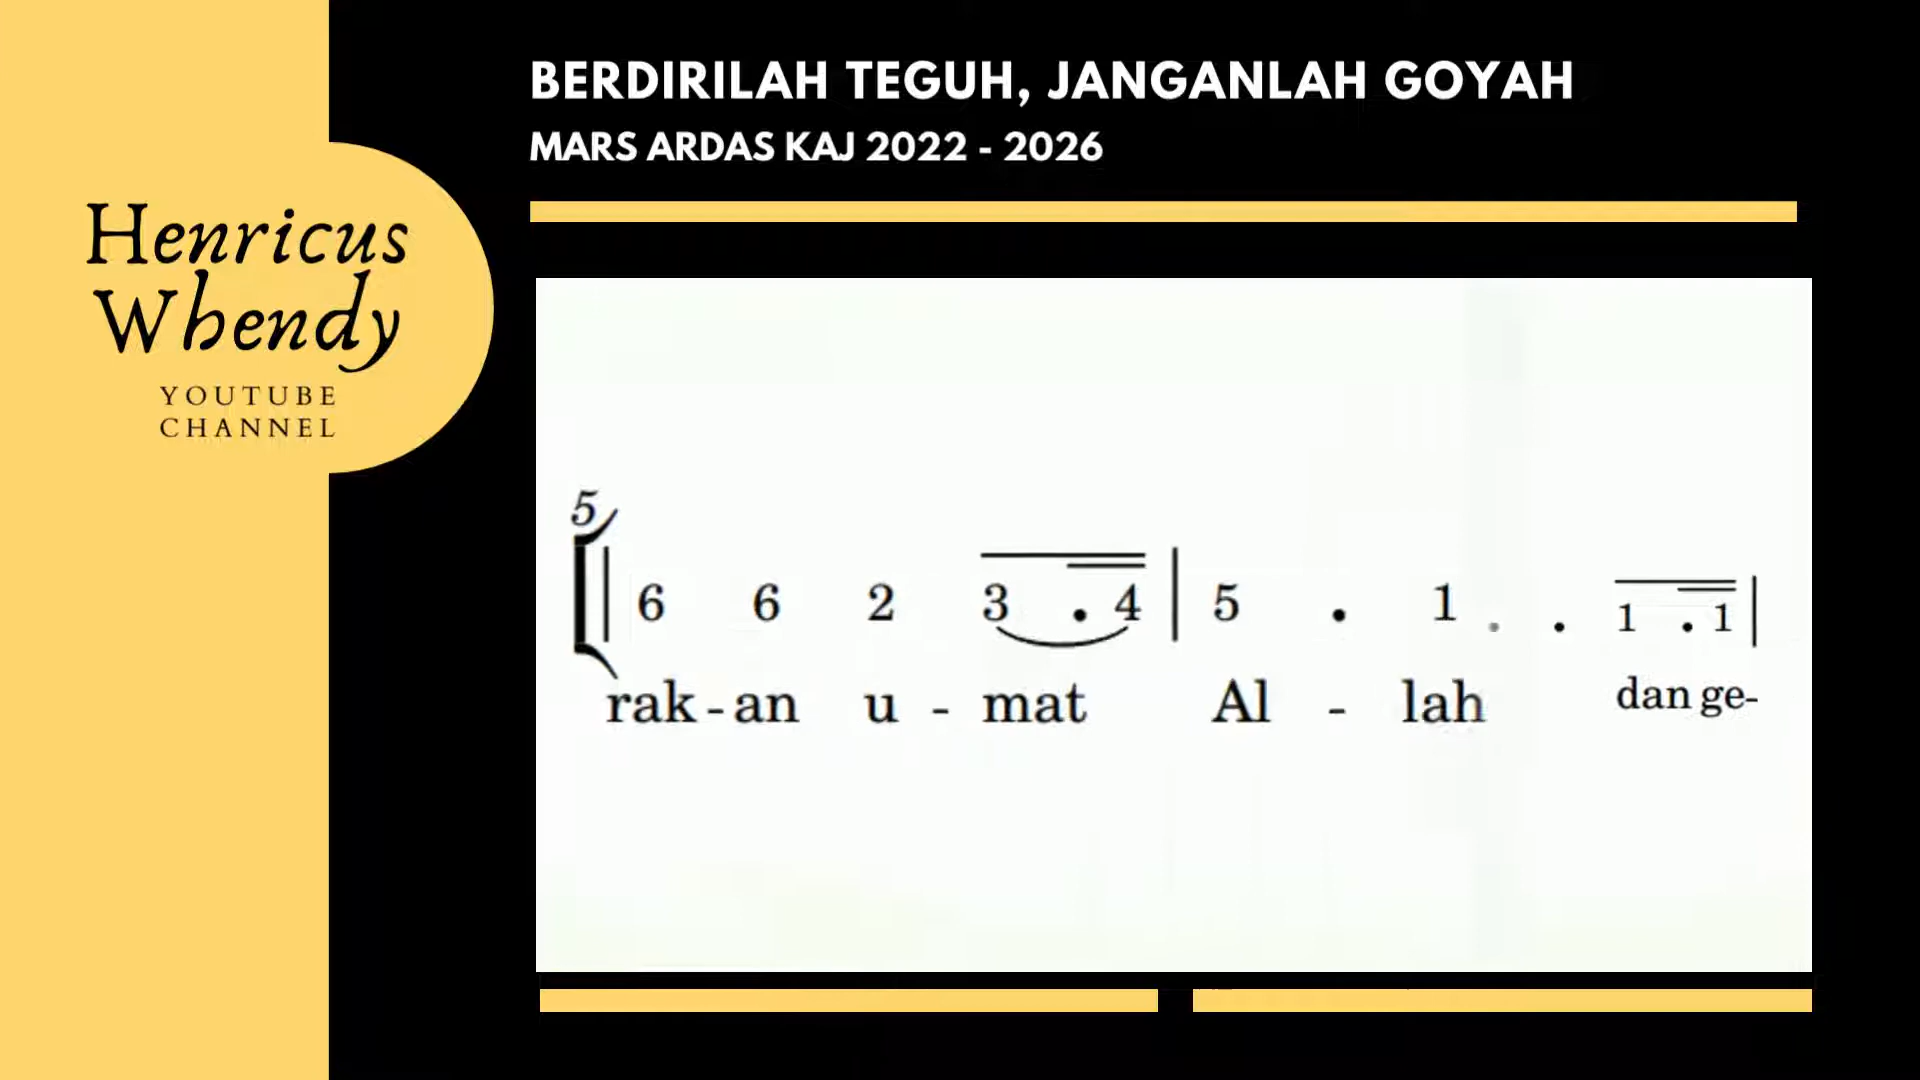 BERDIRILAH TEGUH, JANGANLAH GOYAH
MARS ARDAS KAJ 2022 - 2026
Henricus
Whendy
YOUTUBE
CHANNEL
5
6 6 2 3 . 4 | 5 . 1 . . 1 . 1 |
rak - an u - mat Al - lah dan ge-